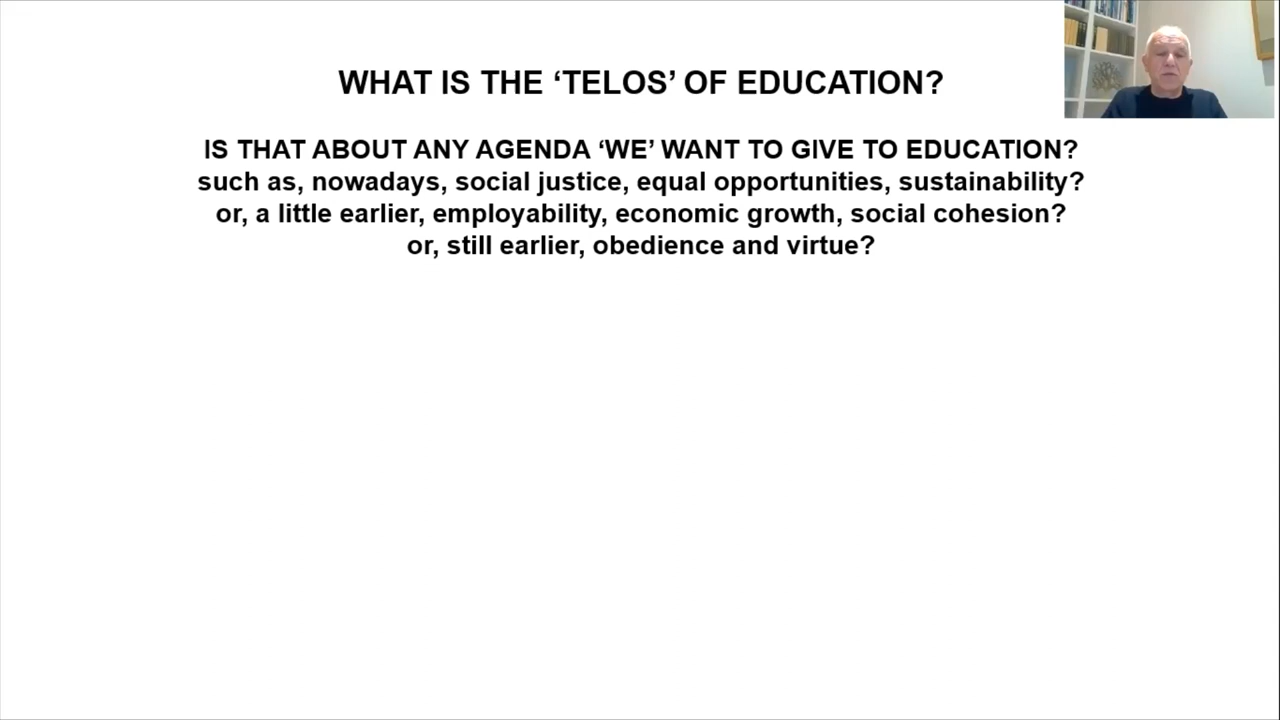 WHAT IS THE ‘TELOS’ OF EDUCATION?
IS THAT ABOUT ANY AGENDA ‘WE’ WANT TO GIVE TO EDUCATION?
such as, nowadays, social justice, equal opportunities, sustainability?
or, a little earlier, employability, economic growth, social cohesion?
or, still earlier, obedience and virtue?